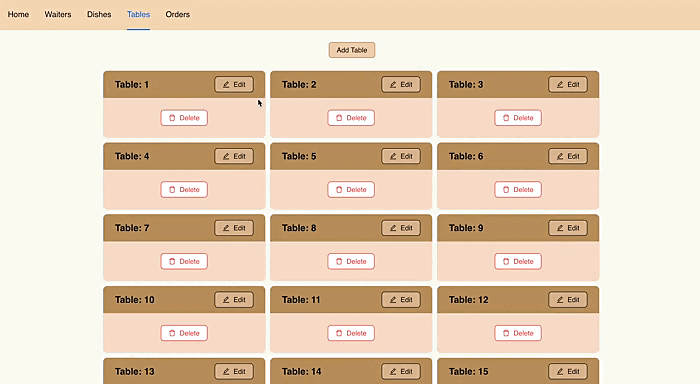 Home Waiters Dishes Tables Orders
Add Table
Table: 1 Edit Table: 2 Edit Table: 3 Edit
Delete Delete Delete
Table: 4 Edit Table: 5 Edit Table: 6 Edit
Delete Delete Delete
Table: 7 Edit Table: 8 Edit Table: 9 Edit
Delete Delete Delete
Table: 10 Edit Table: 11 Edit Table: 12 Edit
Delete Delete Delete
Table: 13 Edit Table: 14 Edit Table: 15 Edit